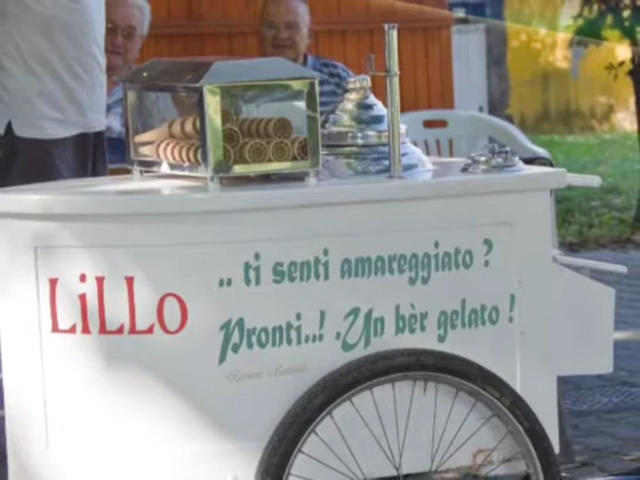 LiLLo
.. ti senti amareggiato ?
Pronti..! .Un bèr gelato !